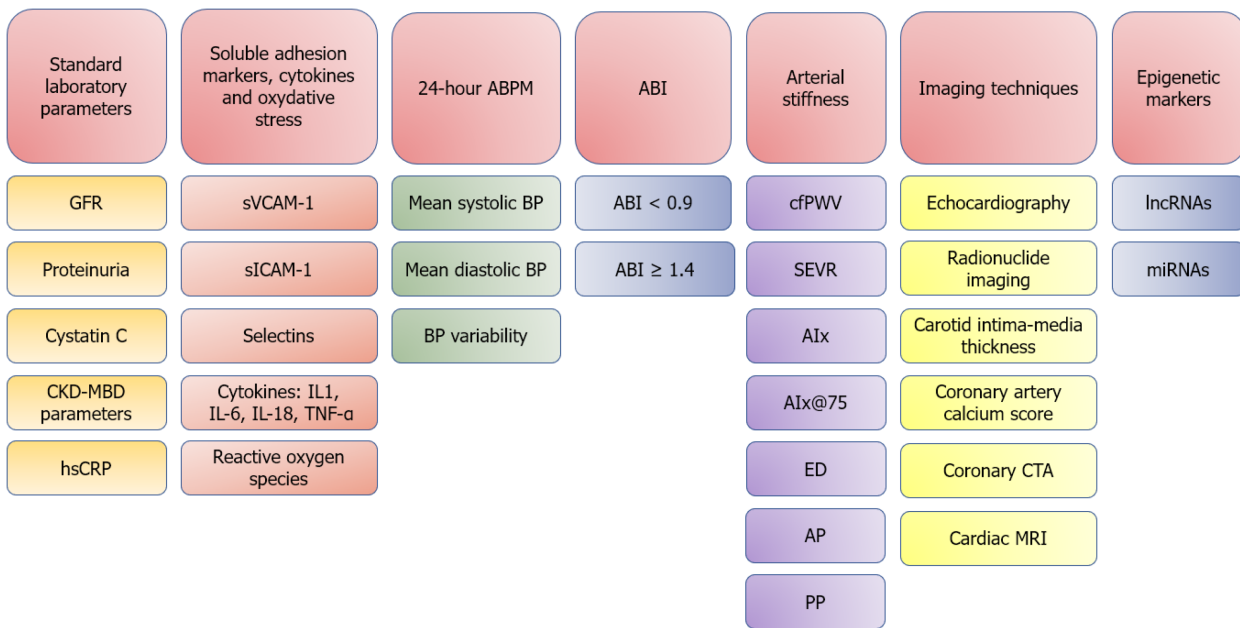 Standard
laboratory
parameters
Soluble adhesion
markers, cytokines
and oxydative
stress
24-hour ABPM
ABI
Arterial
stiffness
Imaging techniques
Epigenetic
markers
GFR
sVCAM-1
Mean systolic BP
ABI < 0.9
cfPWV
Echocardiography
lncRNAs
Proteinuria
sICAM-1
Mean diastolic BP
ABI ≥ 1.4
SEVR
Radionuclide
imaging
miRNAs
Cystatin C
Selectins
BP variability
AIx
Carotid intima-media
thickness
CKD-MBD
parameters
Cytokines: IL1,
IL-6, IL-18, TNF-α
AIx@75
Coronary artery
calcium score
hsCRP
Reactive oxygen
species
ED
Coronary CTA
AP
Cardiac MRI
PP